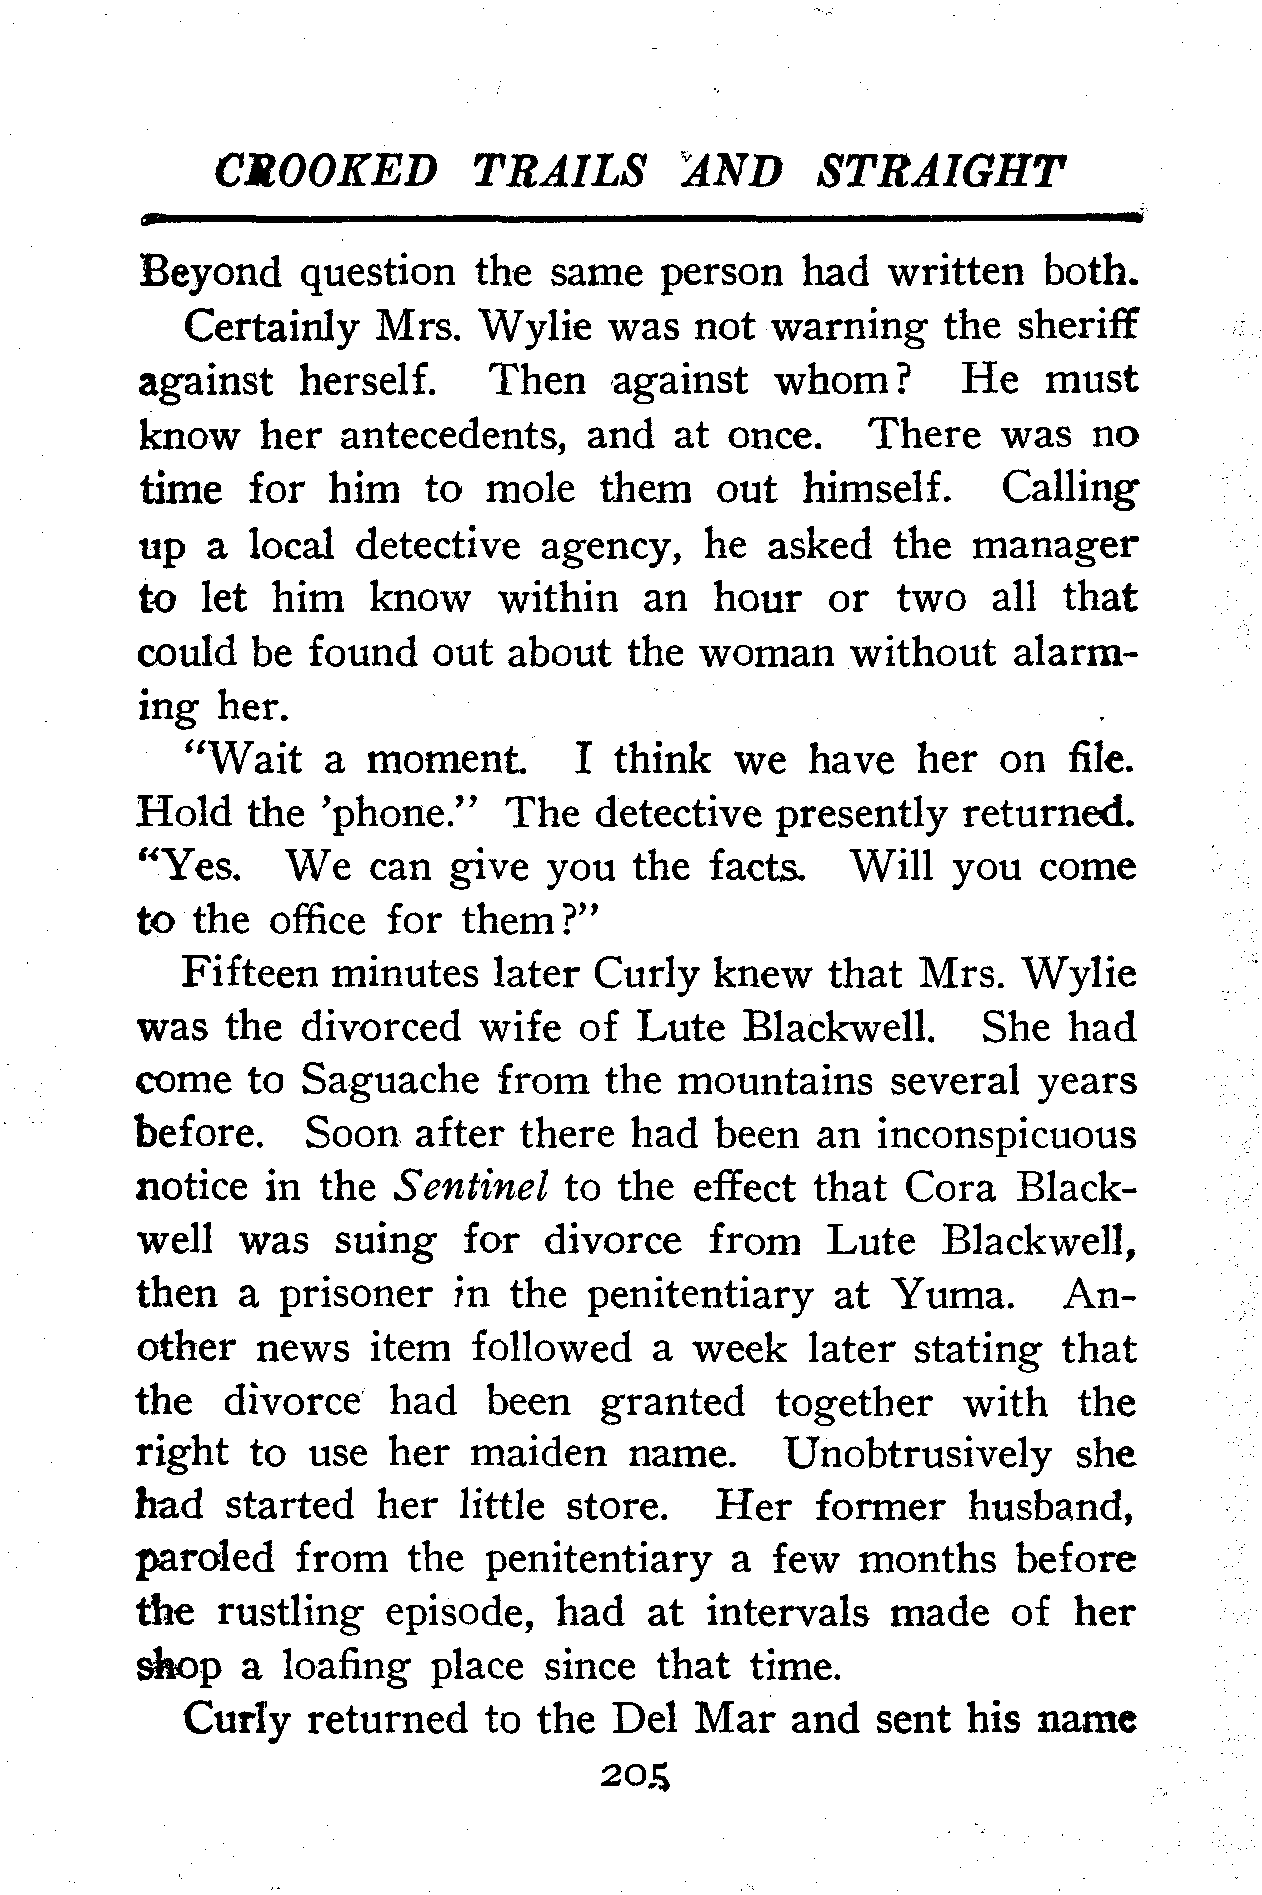 CROOKED TRAILS AND STRAIGHT
Beyond question the same person had written both.
Certainly Mrs. Wylie was not warning the sheriff
against herself. Then against whom? He must
know her antecedents, and at once. There was no
time for him to mole them out himself. Calling
up a local detective agency, he asked the manager
to let him know within an hour or two all that
could be found out about the woman without alarm-
ing her.
"Wait a moment. I think we have her on file.
Hold the 'phone." The detective presently returned.
"Yes. We can give you the facts. Will you come
to the office for them?"
Fifteen minutes later Curly knew that Mrs. Wylie
was the divorced wife of Lute Blackwell. She had
come to Saguache from the mountains several years
before. Soon after there had been an inconspicuous
notice in the Sentinel to the effect that Cora Black-
well was suing for divorce from Lute Blackwell,
then a prisoner in the penitentiary at Yuma. An-
other news item followed a week later stating that
the divorce had been granted together with the
right to use her maiden name. Unobtrusively she
had started her little store. Her former husband,
paroled from the penitentiary a few months before
the rustling episode, had at intervals made of her
shop a loafing place since that time.
Curly returned to the Del Mar and sent his name
205